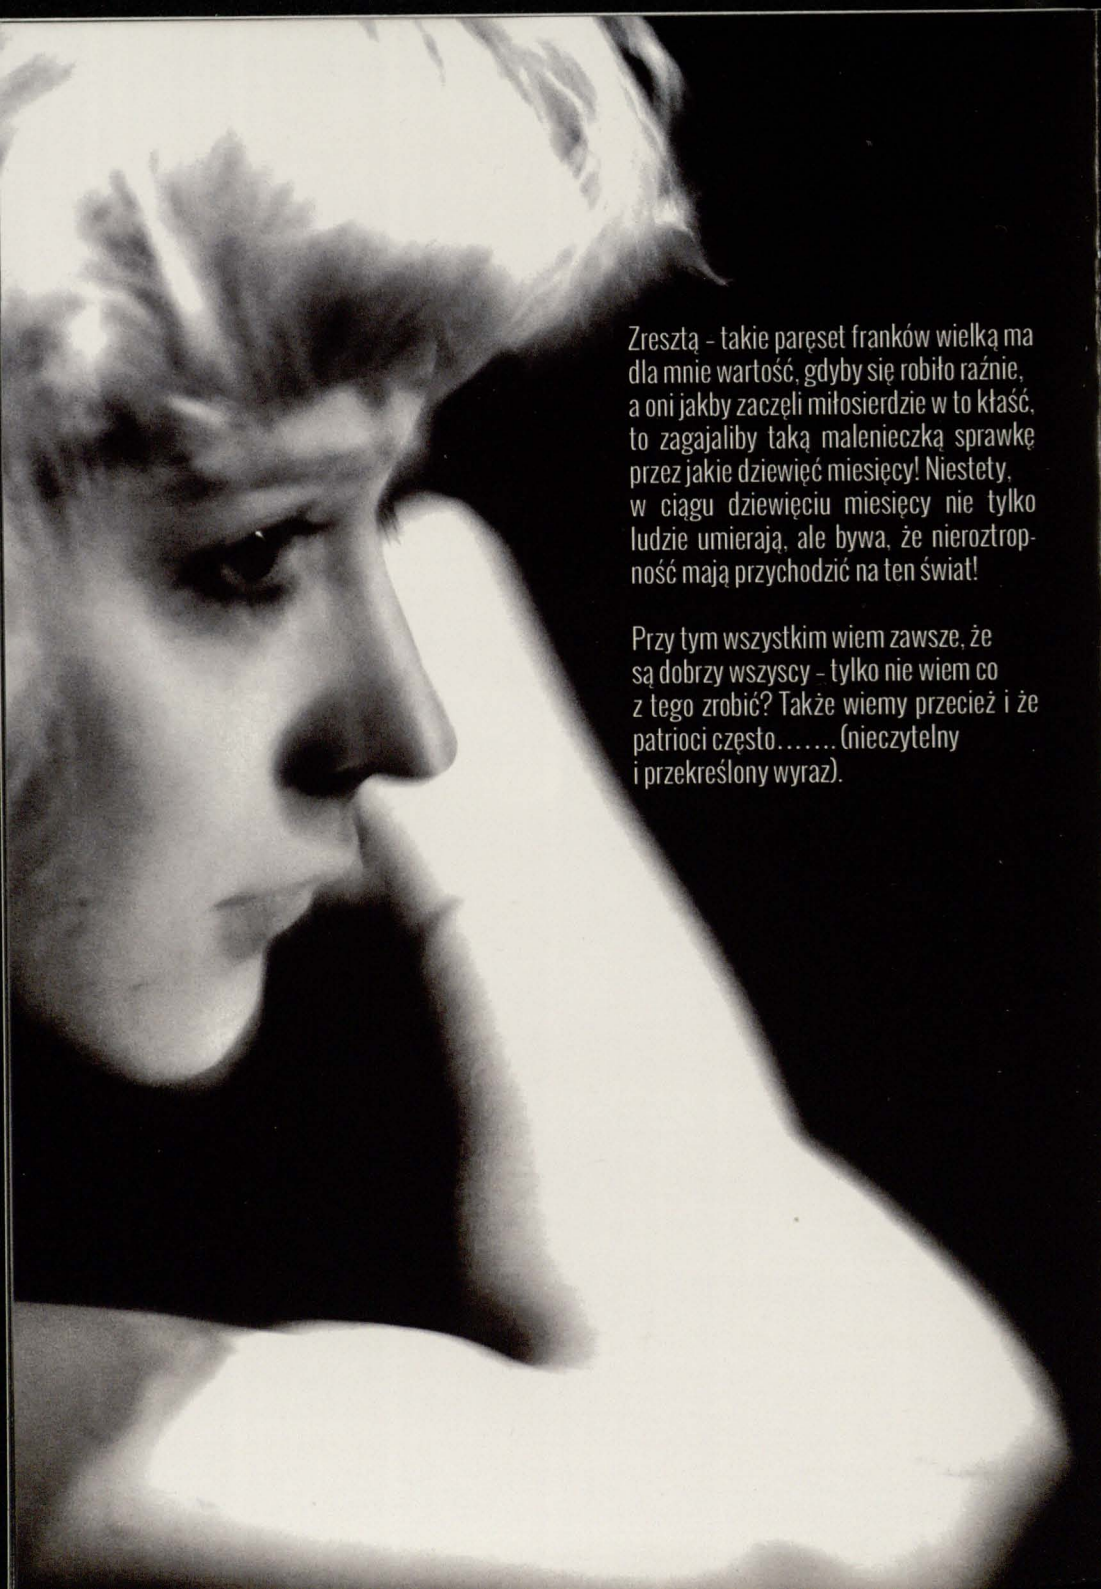 Zresztą - takie paręset franków wielką ma
dla mnie wartość, gdyby się robiło raźnie,
a oni jakby zaczęli miłosierdzie w to kłaść,
to zagajaliby taką malenieczką sprawkę
przez jakie dziewięć miesięcy! Niestety,
w ciągu dziewięciu miesięcy nie tylko
ludzie umierają, ale bywa, że nieroztrop-
ność mają przychodzić na ten świat!
Przy tym wszystkim wiem zawsze, że
są dobrzy wszyscy - tylko nie wiem co
z tego zrobić? Także wiemy przecież i że
patrioci często....... (nieczytelny
i przekreślony wyraz).